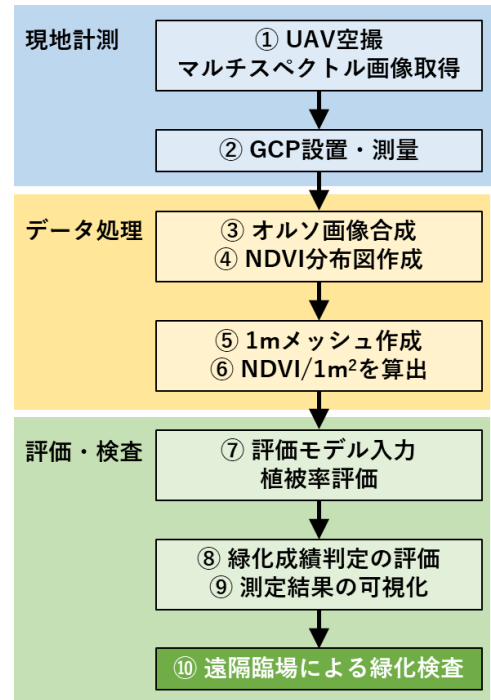 現地計測
① UAV空撮
マルチスペクトル画像取得
② GCP設置・測量
データ処理
③ オルソ画像合成
④ NDVI分布図作成
⑤ 1mメッシュ作成
⑥ NDVI/1m²を算出
評価・検査
⑦ 評価モデル入力
植被率評価
⑧ 緑化成績判定の評価
⑨ 測定結果の可視化
⑩ 遠隔臨場による緑化検査